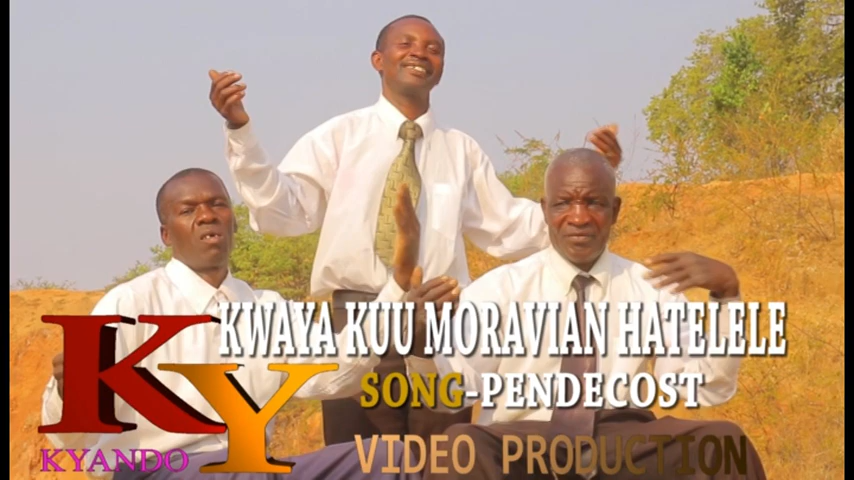 KWAYA KUU MORAVIAN HATELELE
SONG-PENDECOST
KY
KYANDO
VIDEO PRODUCTION